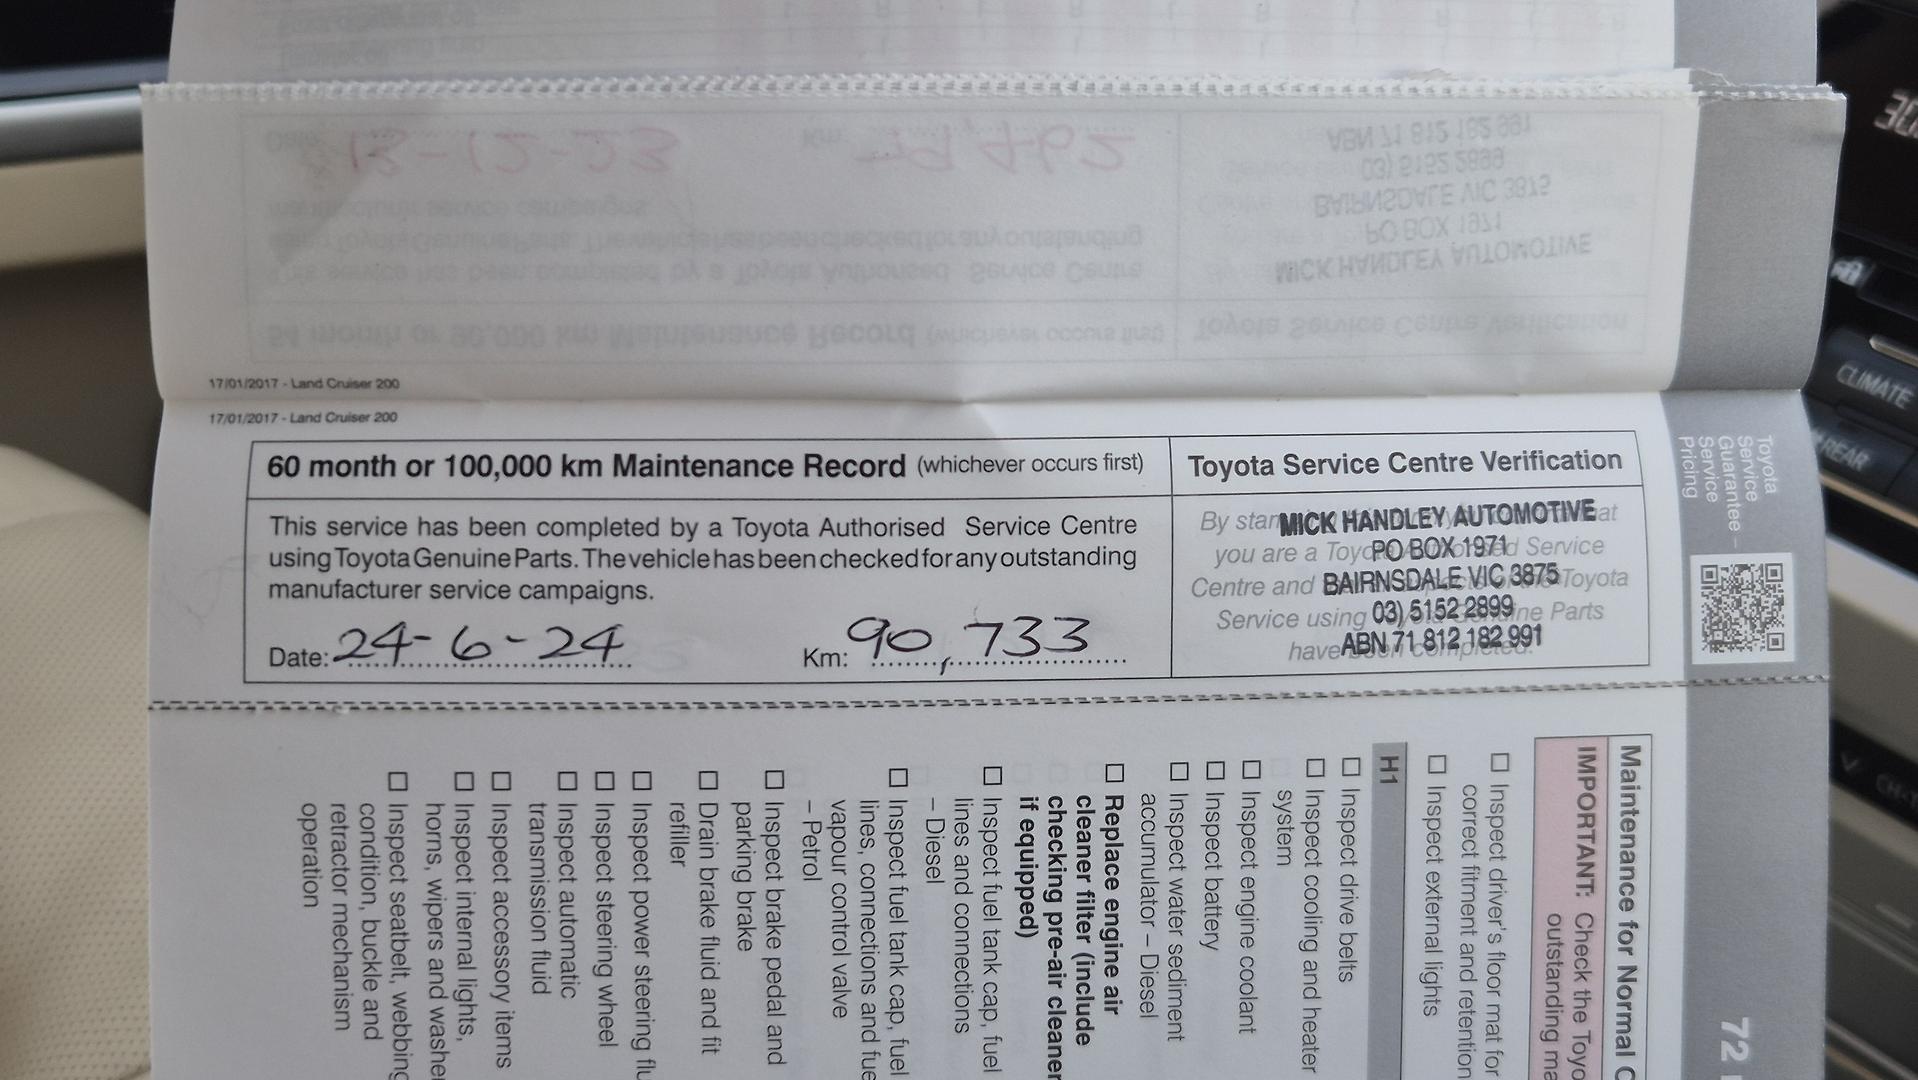 17/01/2017 - Land Cruiser 200
17/01/2017 - Land Cruiser 200
60 month or 100,000 km Maintenance Record (whichever occurs first)
This service has been completed by a Toyota Authorised Service Centre
using Toyota Genuine Parts. The vehicle has been checked for any outstanding
manufacturer service campaigns.
Date: 24-6-24
Km: 90,733
Toyota Service Centre Verification
MICK HANDLEY AUTOMOTIVE
PO BOX 1971
BAIRNSDALE VIC 3875
03) 5152 2899
ABN 71 812 182 991
Toyota
Service
Guarantee –
Service
Pricing
72
Maintenance for Normal
IMPORTANT: Check the
outstanding
☐ Inspect driver's floor mat for
correct fitment and retention
☐ Inspect external lights
H1
☐ Inspect drive belts
☐ Inspect cooling and heater
system
☐ Inspect engine coolant
☐ Inspect battery
☐ Inspect water sediment
accumulator – Diesel
☐ Replace engine air
cleaner filter (include
checking pre-air cleaner
if equipped)
☐ Inspect fuel tank cap, fuel
lines and connections
– Diesel
☐ Inspect fuel tank cap, fuel
lines, connections and
vapour control valve
– Petrol
☐ Inspect brake pedal and
parking brake
☐ Drain brake fluid and fit
refiller
☐ Inspect power steering
☐ Inspect steering wheel
☐ Inspect automatic
transmission fluid
☐ Inspect accessory items
☐ Inspect internal lights,
horns, wipers and
☐ Inspect seatbelt, webbing
condition, buckle and
retractor mechanism
operation
CLIMATE
REAR